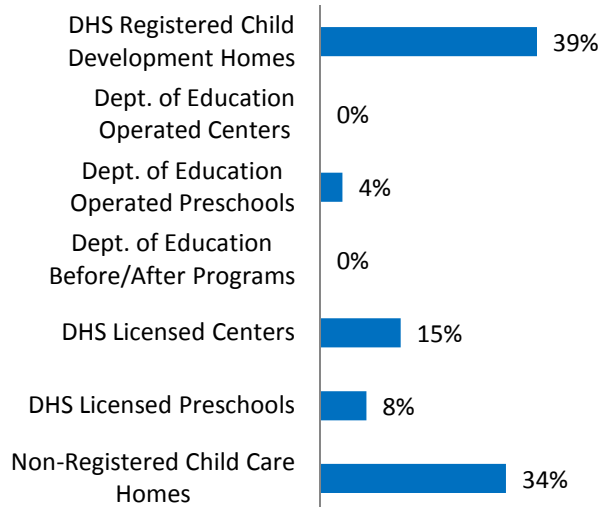 DHS Registered Child
Development Homes
39%
Dept. of Education
Operated Centers
0%
Dept. of Education
Operated Preschools
4%
Dept. of Education
Before/After Programs
0%
DHS Licensed Centers
15%
DHS Licensed Preschools
8%
Non-Registered Child Care
Homes
34%